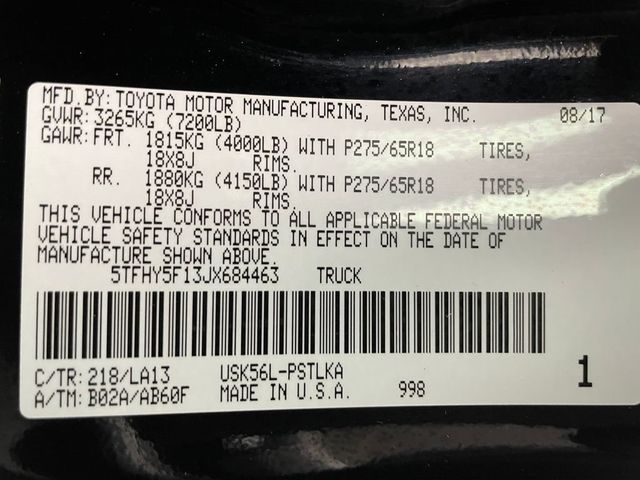 MFD.BY: TOYOTA MOTOR MANUFACTURING, TEXAS, INC. 08/17
GVWR: 3265KG (7200LB)
GAWR: FRT. 1815KG (4000LB) WITH P275/65R18 TIRES,
18X8J RIMS.
RR. 1880KG (4150LB) WITH P275/65R18 TIRES,
18X8J RIMS.
THIS VEHICLE CONFORMS TO ALL APPLICABLE FEDERAL MOTOR
VEHICLE SAFETY STANDARDS IN EFFECT ON THE DATE OF
MANUFACTURE SHOWN ABOVE.
5TFHY5F13JX684463 TRUCK
C/TR: 218/LA13 USK56L-PSTLKA
A/TM: B02A/AB60F MADE IN U.S.A. 998 1